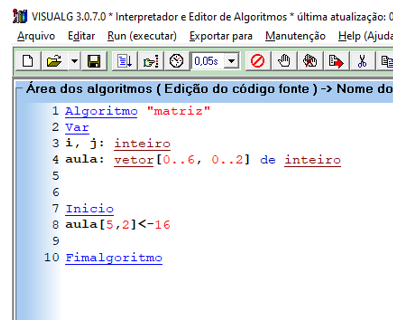 VISUALG 3.0.7.0 * Interpretador e Editor de Algoritmos * última atualização:
Arquivo Editar Run (executar) Exportar para Manutenção Help (Ajuda
0,05s
Área dos algoritmos ( Edição do código fonte ) -> Nome do
1 Algoritmo "matriz"
2 Var
3 i, j: inteiro
4 aula: vetor[0..6, 0..2] de inteiro
5
6
7 Inicio
8 aula[5,2]<-16
9
10 Fimalgoritmo